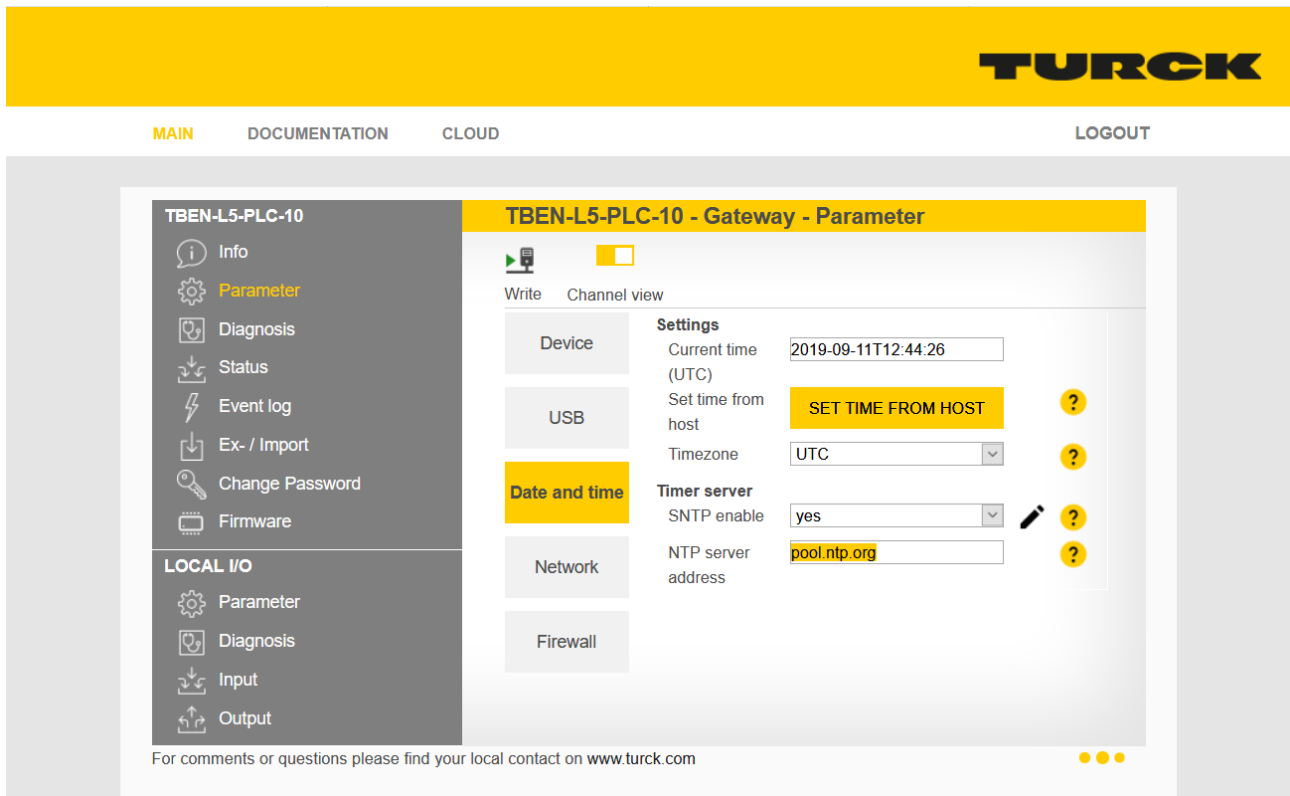 TURCK
MAIN DOCUMENTATION CLOUD LOGOUT
TBEN-L5-PLC-10
Info
Parameter
Diagnosis
Status
Event log
Ex- / Import
Change Password
Firmware
LOCAL I/O
Parameter
Diagnosis
Input
Output
TBEN-L5-PLC-10 - Gateway - Parameter
Write Channel view
Device
USB
Date and time
Network
Firewall
Settings
Current time 2019-09-11T12:44:26
(UTC)
Set time from SET TIME FROM HOST ?
host
Timezone UTC ?
Timer server
SNTP enable yes ?
NTP server pool.ntp.org ?
address
For comments or questions please find your local contact on www.turck.com